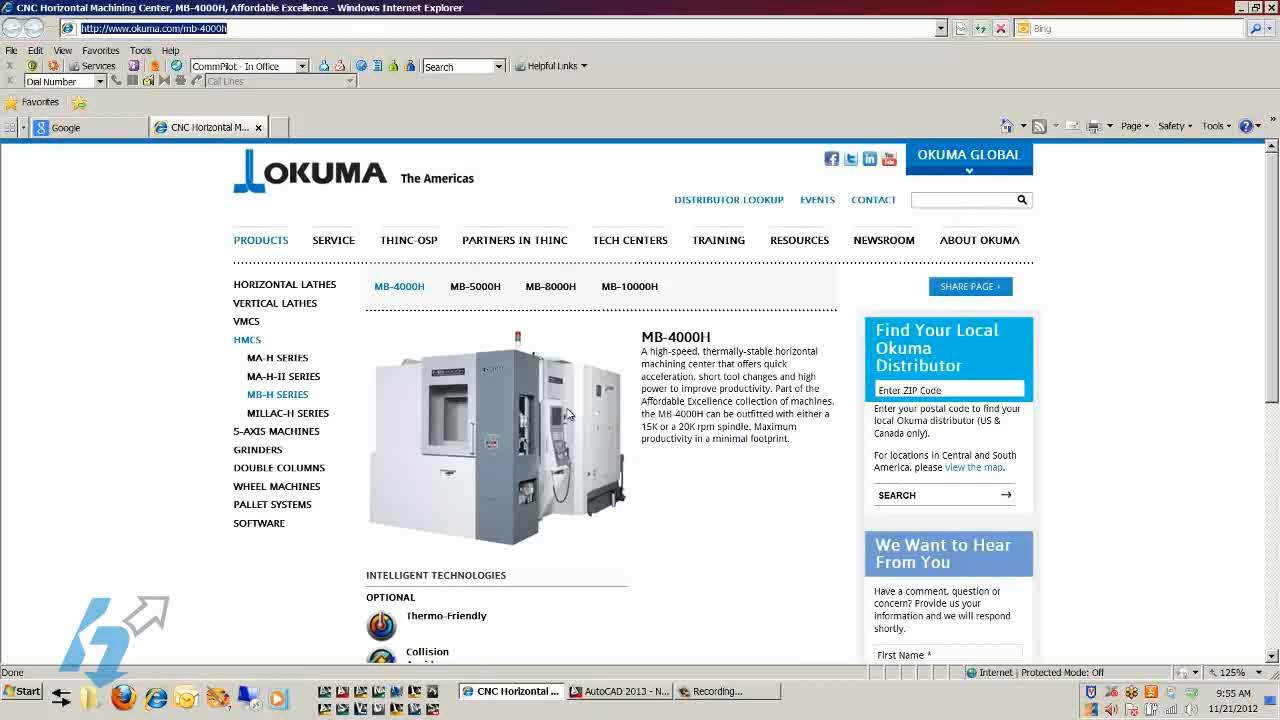 CNC Horizontal Machining Center, MB-4000H, Affordable Excellence - Windows Internet Explorer
http://www.okuma.com/mb-4000h
Bing
File Edit View Favorites Tools Help
Services CommPilot - In Office Search Helpful Links
Dial Number Call Lines
Favorites
Google CNC Horizontal M... Page Safety Tools
OKUMA The Americas
OKUMA GLOBAL
DISTRIBUTOR LOOKUP EVENTS CONTACT
PRODUCTS SERVICE THINC-OSP PARTNERS IN THINC TECH CENTERS TRAINING RESOURCES NEWSROOM ABOUT OKUMA
HORIZONTAL LATHES
VERTICAL LATHES
VMCS
HMCS
MA-H SERIES
MA-H-II SERIES
MB-H SERIES
MILLAC-H SERIES
5-AXIS MACHINES
GRINDERS
DOUBLE COLUMNS
WHEEL MACHINES
PALLET SYSTEMS
SOFTWARE
MB-4000H MB-5000H MB-8000H MB-10000H
MB-4000H
A high-speed, thermally-stable horizontal
machining center that offers quick
acceleration, short tool changes and high
power to improve productivity. Part of the
Affordable Excellence collection of machines,
the MB-4000H can be outfitted with either a
15K or a 20K rpm spindle. Maximum
productivity in a minimal footprint.
INTELLIGENT TECHNOLOGIES
OPTIONAL
Thermo-Friendly
Collision
SHARE PAGE
Find Your Local
Okuma
Distributor
Enter ZIP Code
Enter your postal code to find your
local Okuma distributor (US &
Canada only).
For locations in Central and South
America, please view the map.
SEARCH
We Want to Hear
From You
Have a comment, question or
concern? Provide us your
information and we will respond
shortly.
First Name *
Done Internet | Protected Mode: Off 125%
Start CNC Horizontal ... AutoCAD 2013 - N... Recording... 9:55 AM
11/21/2012